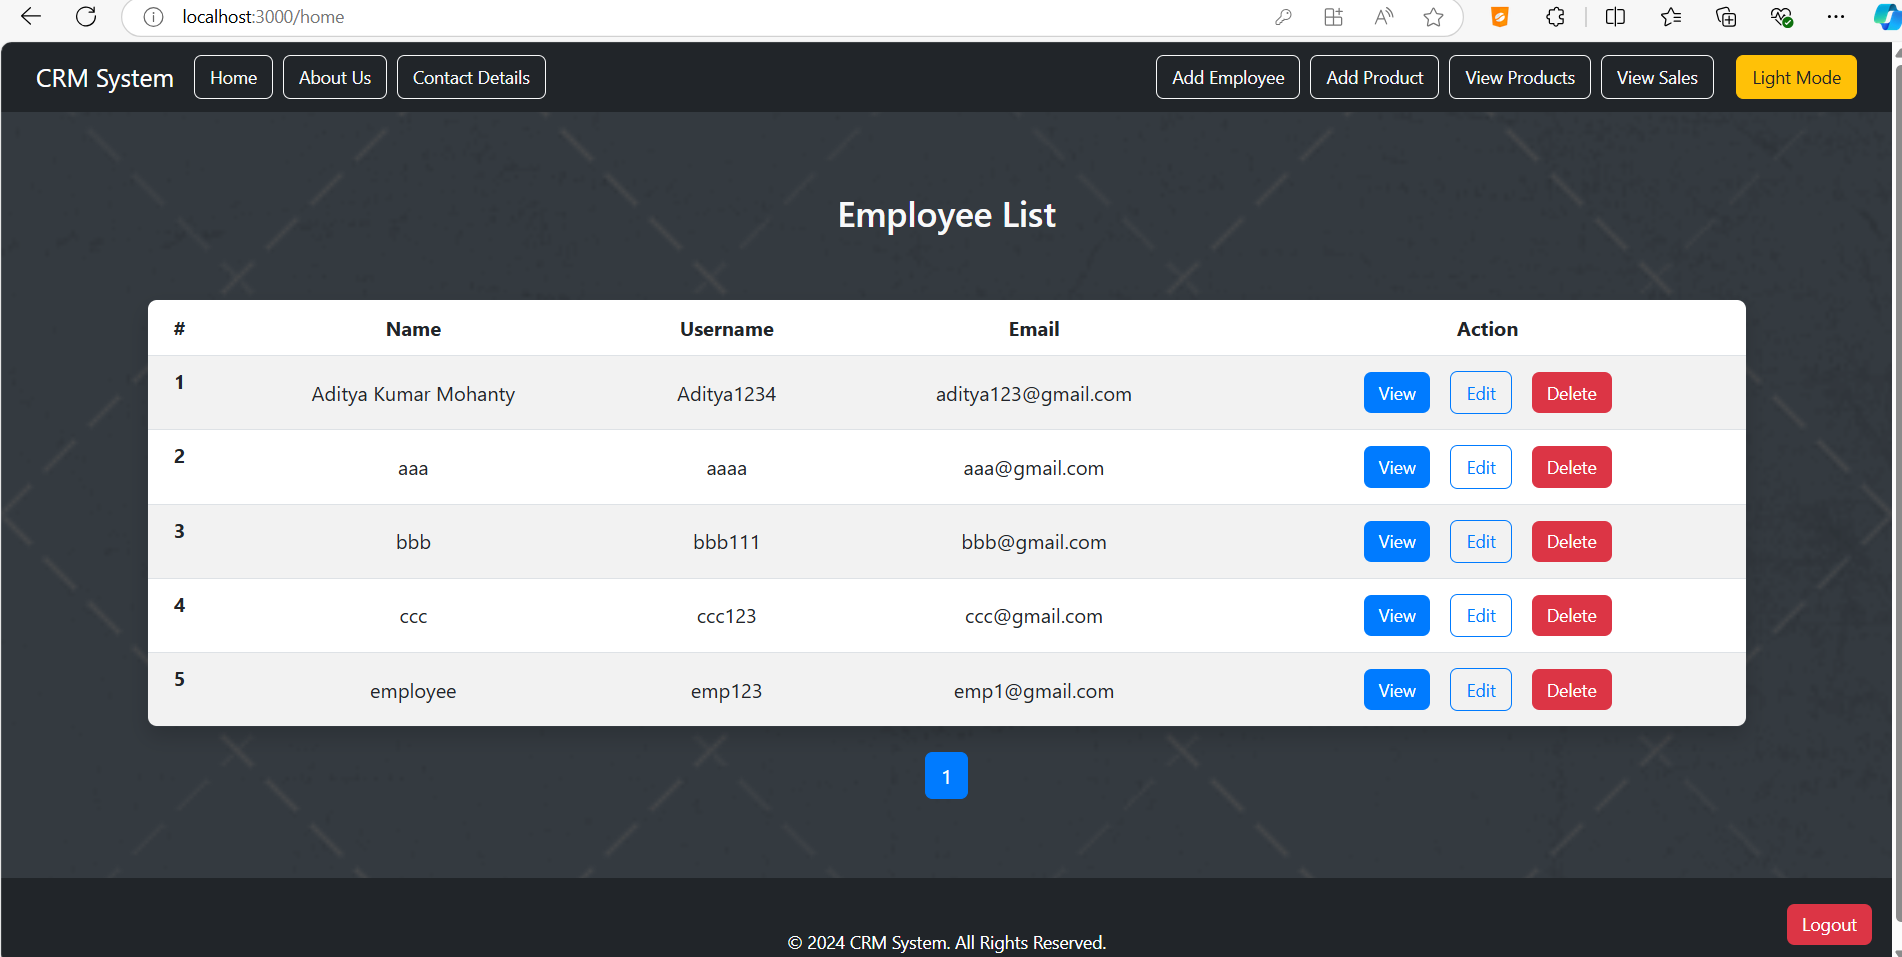 localhost:3000/home
CRM System Home About Us Contact Details Add Employee Add Product View Products View Sales Light Mode
Employee List
# Name Username Email Action
1 Aditya Kumar Mohanty Aditya1234 aditya123@gmail.com View Edit Delete
2 aaa aaaa aaa@gmail.com View Edit Delete
3 bbb bbb111 bbb@gmail.com View Edit Delete
4 ccc ccc123 ccc@gmail.com View Edit Delete
5 employee emp123 emp1@gmail.com View Edit Delete
1
Logout
© 2024 CRM System. All Rights Reserved.